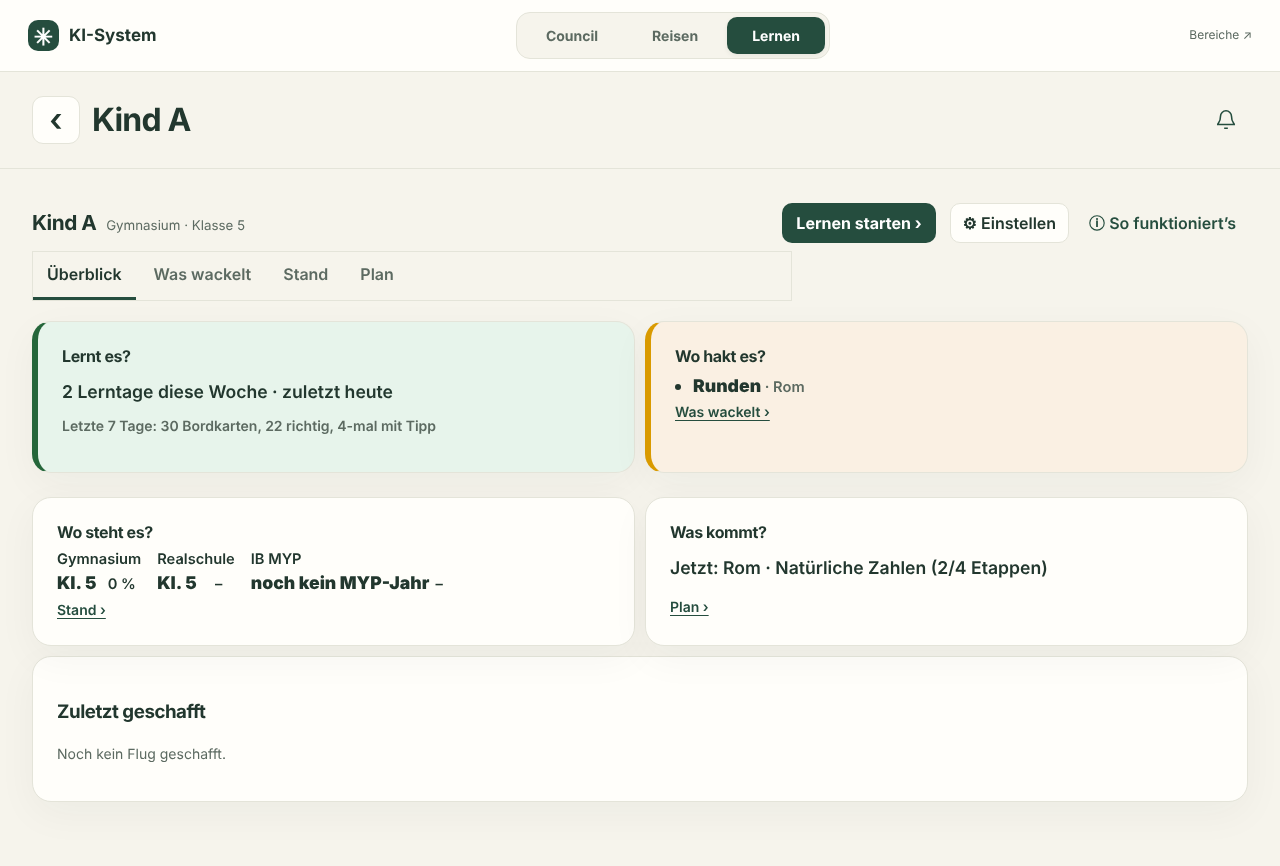 KI-System
Council Reisen Lernen
Bereiche ↗
‹ Kind A
Kind A Gymnasium · Klasse 5
Lernen starten › ⚙ Einstellen ⓘ So funktioniert’s
Überblick Was wackelt Stand Plan
Lernt es?
2 Lerntage diese Woche · zuletzt heute
Letzte 7 Tage: 30 Bordkarten, 22 richtig, 4-mal mit Tipp
Wo hakt es?
• Runden · Rom
Was wackelt ›
Wo steht es?
Gymnasium Realschule IB MYP
Kl. 5 0 % Kl. 5 – noch kein MYP-Jahr –
Stand ›
Was kommt?
Jetzt: Rom · Natürliche Zahlen (2/4 Etappen)
Plan ›
Zuletzt geschafft
Noch kein Flug geschafft.